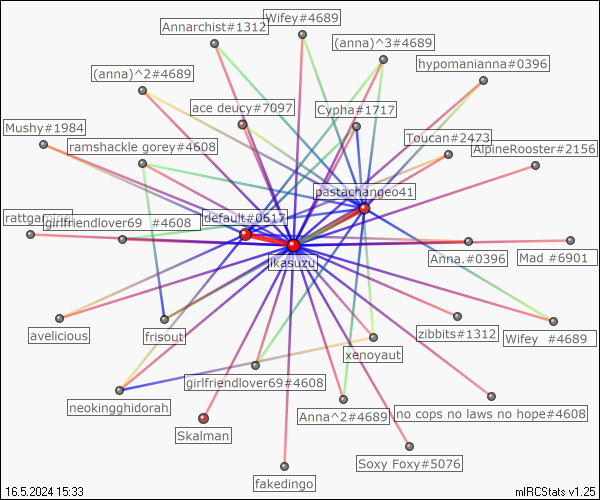 Wifey#4689
Annarchist#1312
(anna)^3#4689
hypomanianna#0396
(anna)^2#4689
ace deucy#7097
Cypha#1717
Mushy#1984
Toucan#2473
ramshackle gorey#4608
AlpineRooster#2156
pastachangeo41
default#0617
girlfriendlover69 #4608
ikasuzu
Anna.#0396
Mad #6901
avelicious
frisout
zibbits#1312
Wifey #4689
xenoyaut
girlfriendlover69#4608
neokingghidorah
Anna^2#4689
no cops no laws no hope#4608
Skalman
Soxy Foxy#5076
fakedingo
16.5.2024 15:33
mIRCStats v1.25